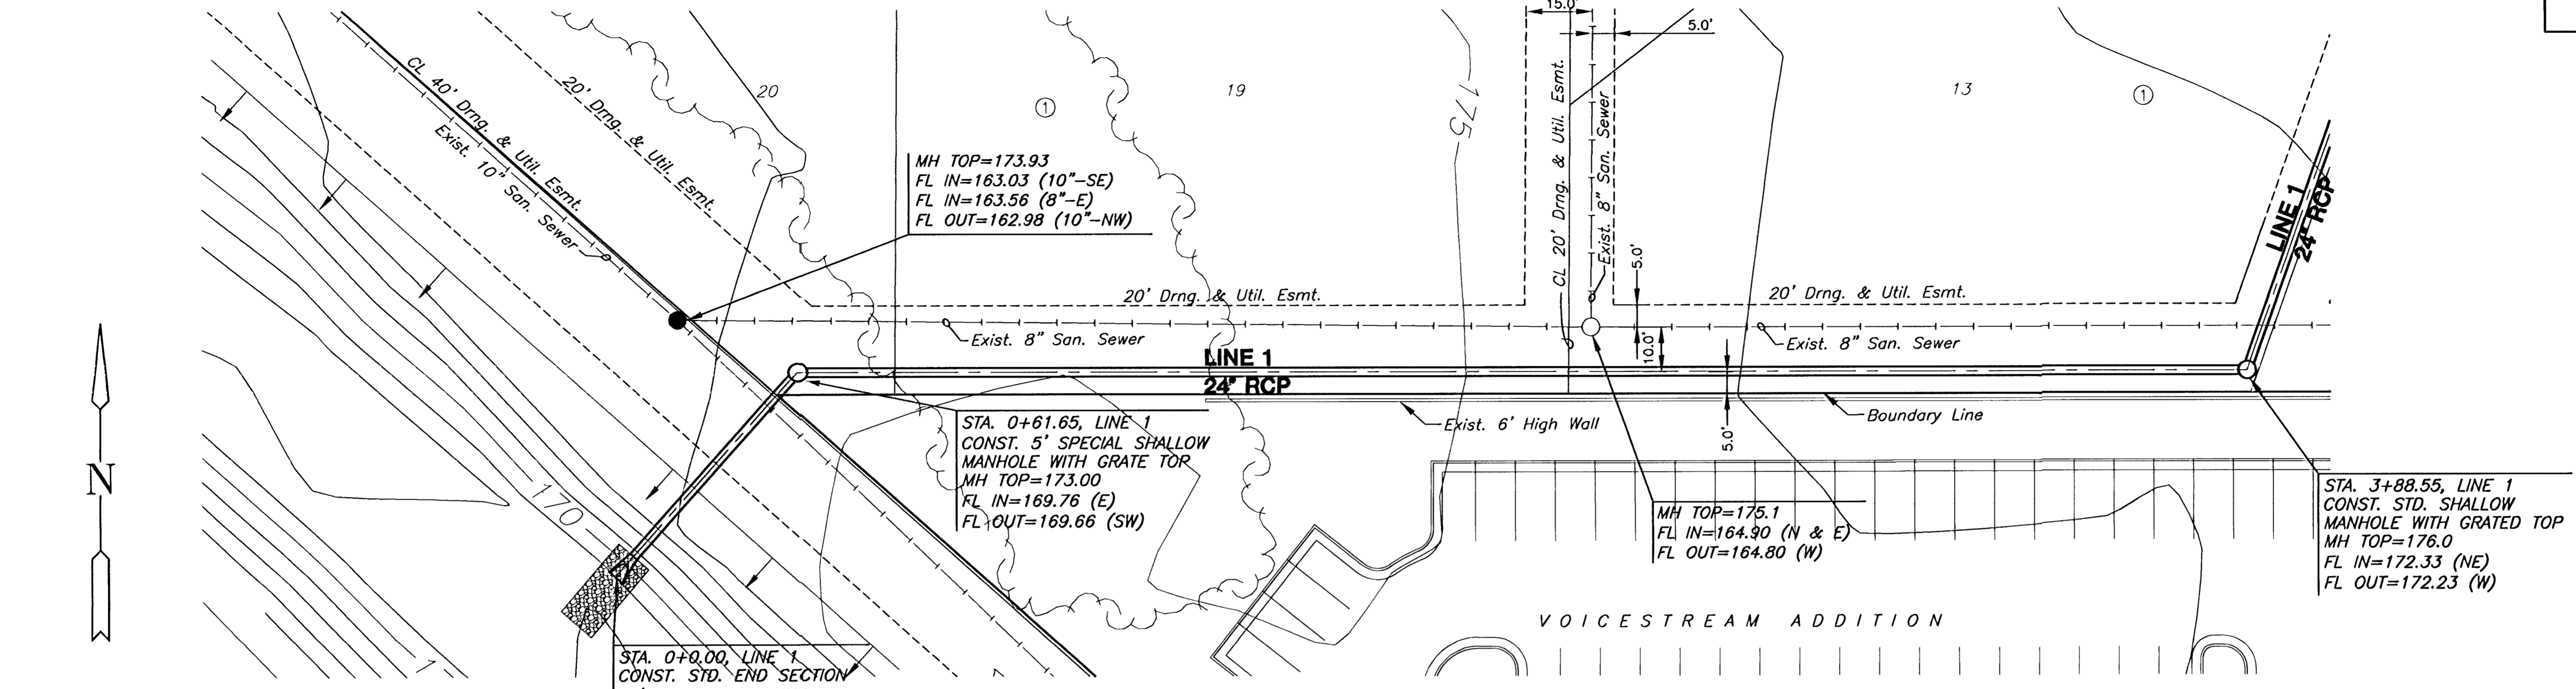 15.0'
5.0'
CL 40' Drng. & Util. Esmt.
20' Drng. & Util. Esmt.
Exist. 10" San. Sewer
20
1
19
175
CL 20' Drng. & Util. Esmt.
Exist. 8" San. Sewer
13
1
MH TOP=173.93
FL IN=163.03 (10"-SE)
FL IN=163.56 (8"-E)
FL OUT=162.98 (10"-NW)
LINE 1
24" RCP
5.0'
20' Drng. & Util. Esmt.
20' Drng. & Util. Esmt.
Exist. 8" San. Sewer
Exist. 8" San. Sewer
10.0'
LINE 1
24" RCP
N
STA. 0+61.65, LINE 1
CONST. 5' SPECIAL SHALLOW
MANHOLE WITH GRATE TOP
MH TOP=173.00
FL IN=169.76 (E)
FL OUT=169.66 (SW)
Exist. 6' High Wall
5.0'
Boundary Line
170
MH TOP=175.1
FL IN=164.90 (N & E)
FL OUT=164.80 (W)
STA. 3+88.55, LINE 1
CONST. STD. SHALLOW
MANHOLE WITH GRATED TOP
MH TOP=176.0
FL IN=172.33 (NE)
FL OUT=172.23 (W)
VOICESTREAM ADDITION
STA. 0+0.00, LINE 1
CONST. STD. END SECTION